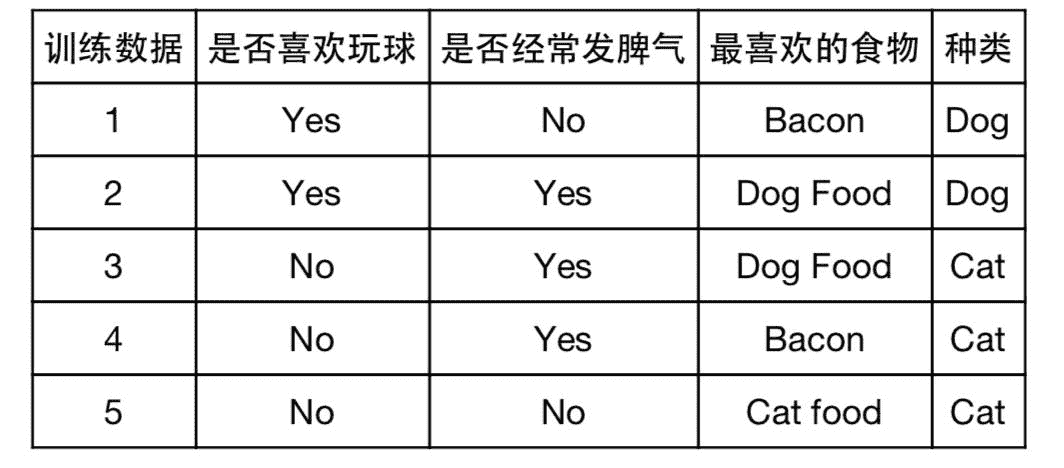 训练数据 是否喜欢玩球 是否经常发脾气 最喜欢的食物 种类
1 Yes No Bacon Dog
2 Yes Yes Dog Food Dog
3 No Yes Dog Food Cat
4 No Yes Bacon Cat
5 No No Cat food Cat